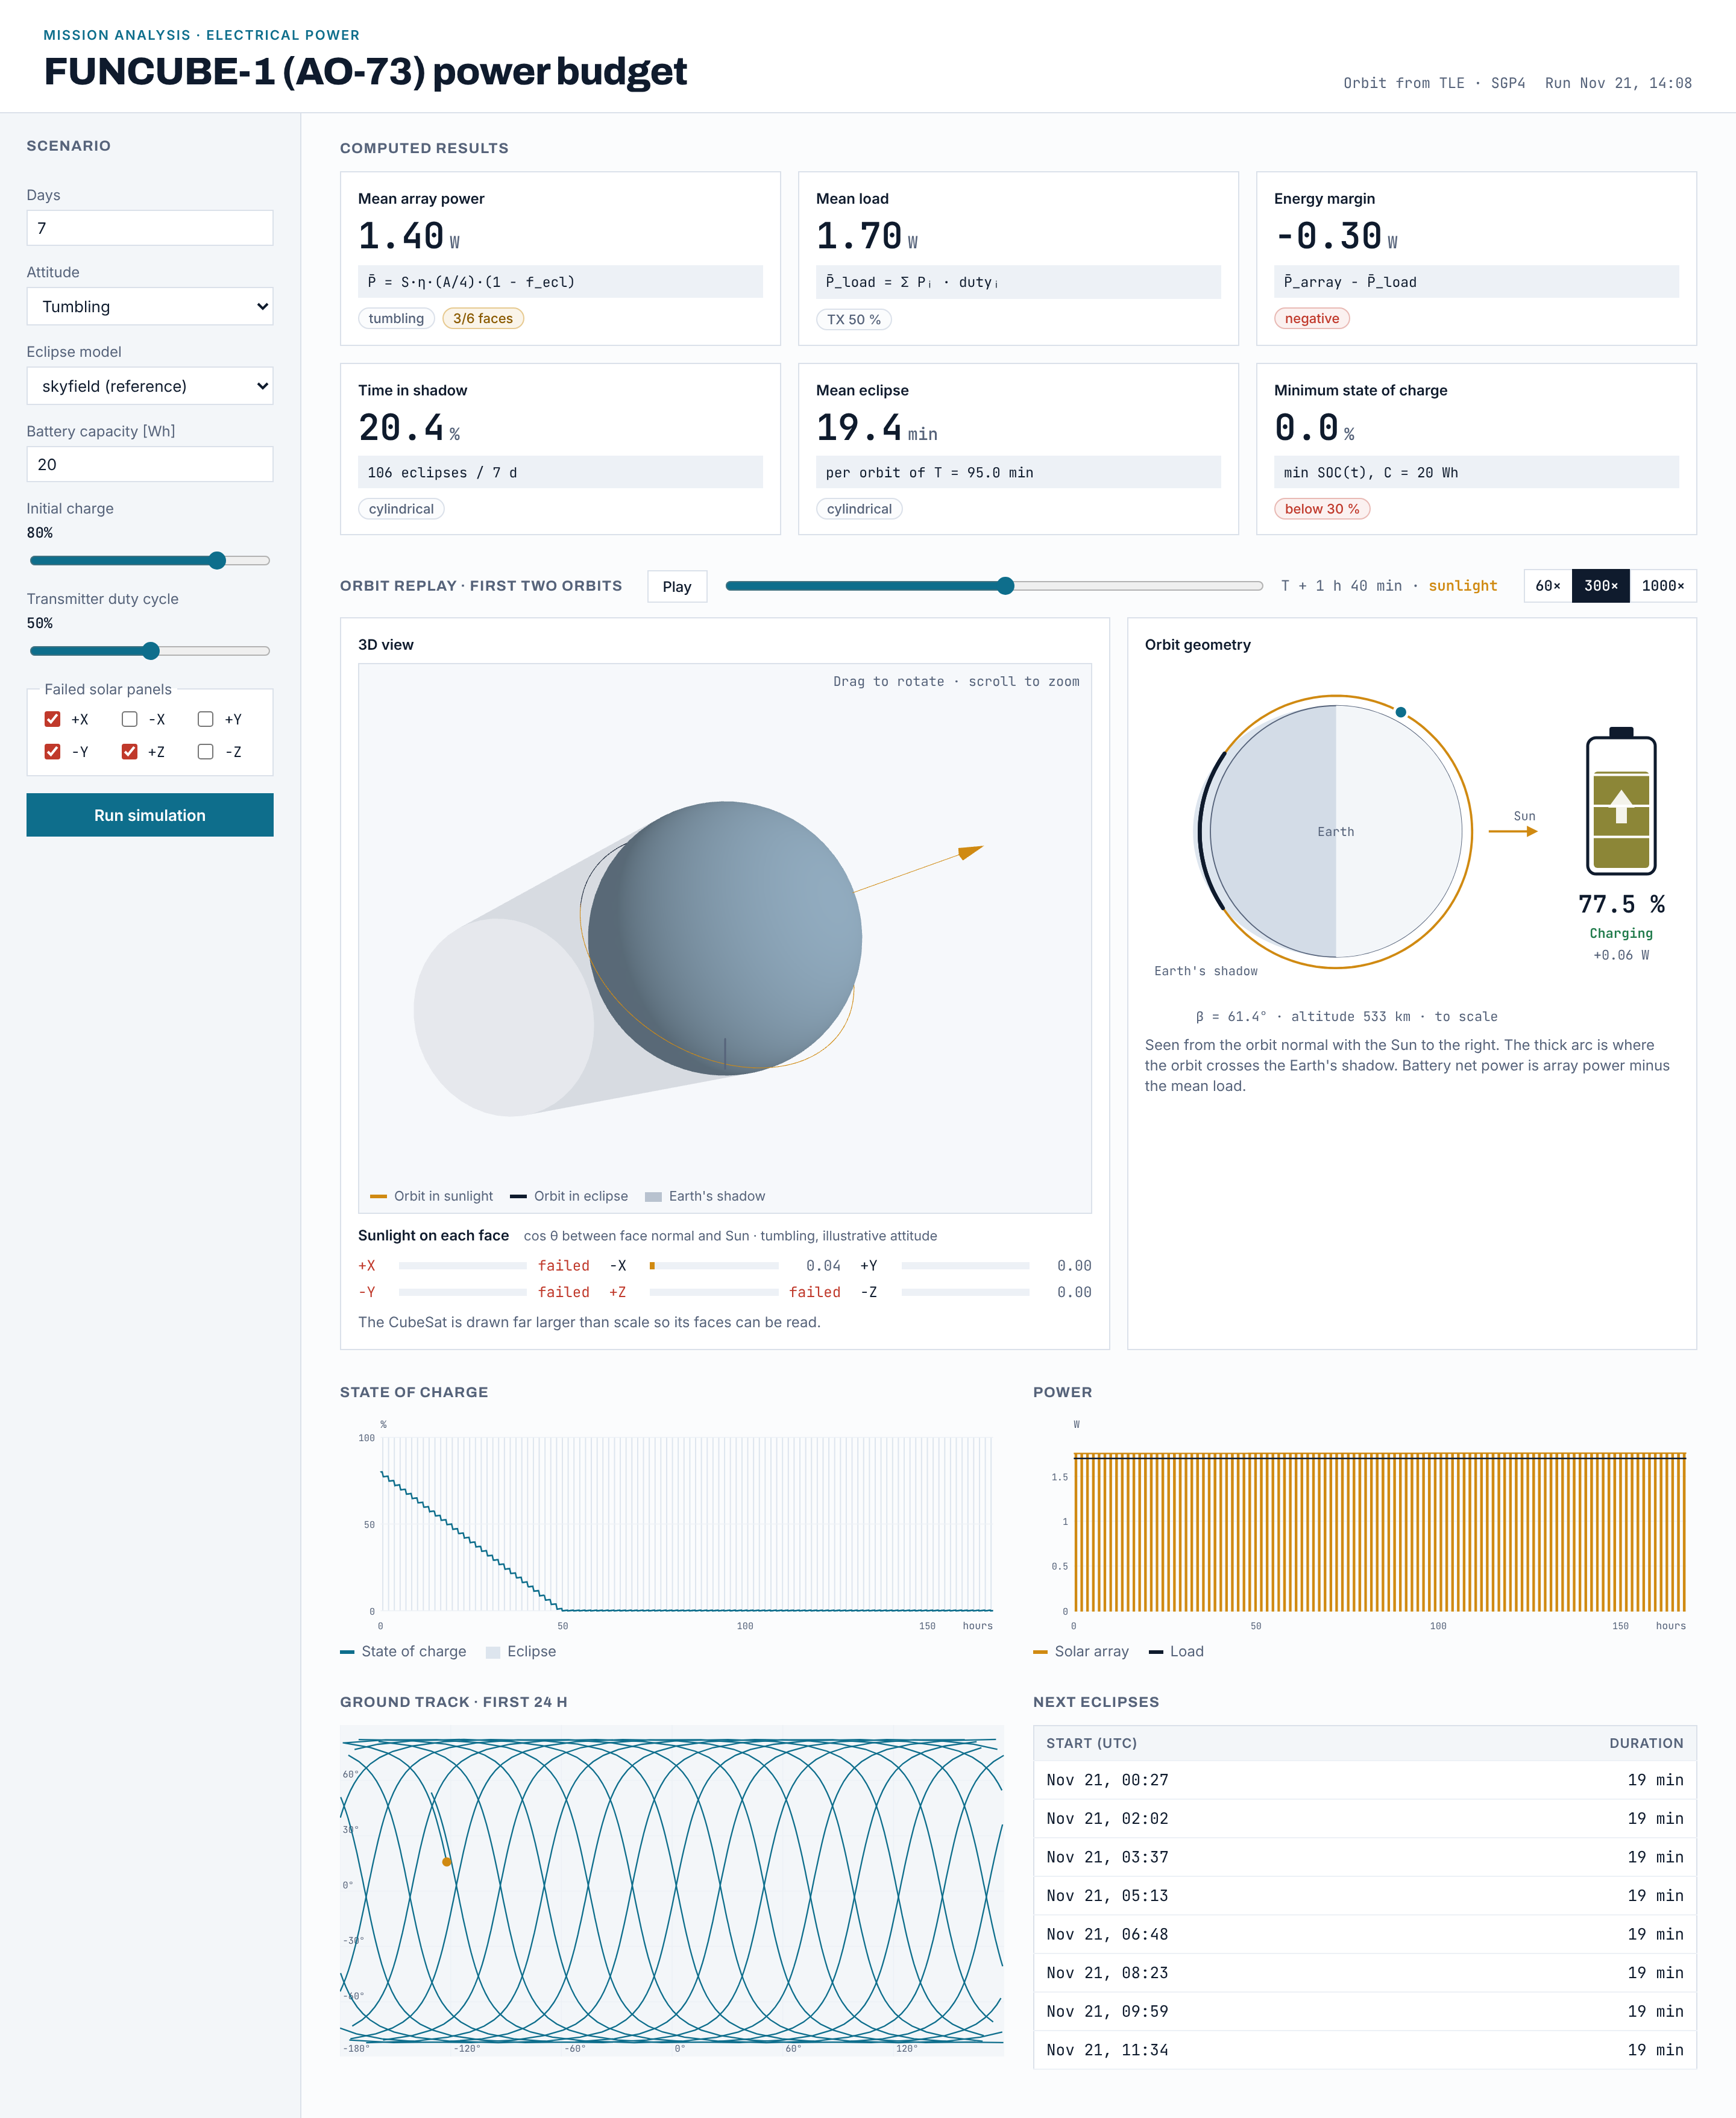 MISSION ANALYSIS · ELECTRICAL POWER
FUNCUBE-1 (AO-73) power budget
Orbit from TLE · SGP4 Run Nov 21, 14:08
SCENARIO
Days
7
Attitude
Tumbling
Eclipse model
skyfield (reference)
Battery capacity [Wh]
20
Initial charge
80%
Transmitter duty cycle
50%
Failed solar panels
+X -X +Y
-Y +Z -Z
Run simulation
COMPUTED RESULTS
Mean array power
1.40 W
P̄ = S·η·(A/4)·(1 - f_ecl)
tumbling 3/6 faces
Mean load
1.70 W
P̄_load = Σ Pᵢ · dutyᵢ
TX 50 %
Energy margin
-0.30 W
P̄_array - P̄_load
negative
Time in shadow
20.4 %
106 eclipses / 7 d
cylindrical
Mean eclipse
19.4 min
per orbit of T = 95.0 min
cylindrical
Minimum state of charge
0.0 %
min SOC(t), C = 20 Wh
below 30 %
ORBIT REPLAY · FIRST TWO ORBITS Play T + 1 h 40 min · sunlight 60× 300× 1000×
3D view
Drag to rotate · scroll to zoom
Orbit in sunlight Orbit in eclipse Earth's shadow
Sunlight on each face cos θ between face normal and Sun · tumbling, illustrative attitude
+X failed -X 0.04 +Y 0.00
-Y failed +Z failed -Z 0.00
The CubeSat is drawn far larger than scale so its faces can be read.
Orbit geometry
Earth
Sun
Earth's shadow
77.5 %
Charging
+0.06 W
β = 61.4° · altitude 533 km · to scale
Seen from the orbit normal with the Sun to the right. The thick arc is where
the orbit crosses the Earth's shadow. Battery net power is array power minus
the mean load.
STATE OF CHARGE
%
100
50
0
0 50 100 150 hours
State of charge Eclipse
POWER
W
1.5
1
0.5
0
0 50 100 150 hours
Solar array Load
GROUND TRACK · FIRST 24 H
60°
30°
0°
-30°
-60°
-180° -120° -60° 0° 60° 120°
NEXT ECLIPSES
START (UTC) DURATION
Nov 21, 00:27 19 min
Nov 21, 02:02 19 min
Nov 21, 03:37 19 min
Nov 21, 05:13 19 min
Nov 21, 06:48 19 min
Nov 21, 08:23 19 min
Nov 21, 09:59 19 min
Nov 21, 11:34 19 min